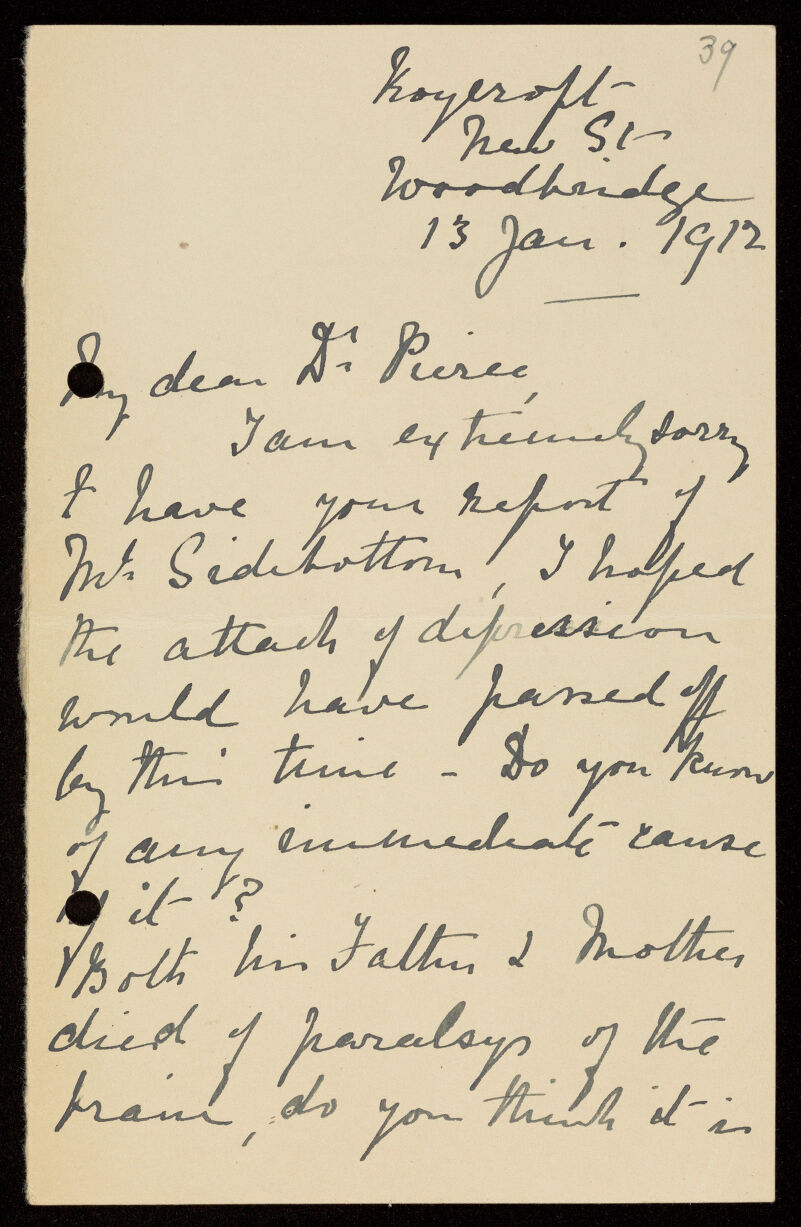 39
Roycroft
New St
Woodbridge
13 Jan. 1912
My dear Dr Pierce,
I am extremely sorry
to have your report of
Mr Sidebottom, I hoped
the attack of depression
would have passed off
by this time - Do you know
of any immediate cause
of it?
Both his Father & Mother
died of paralsys of the
brain, do you think it is